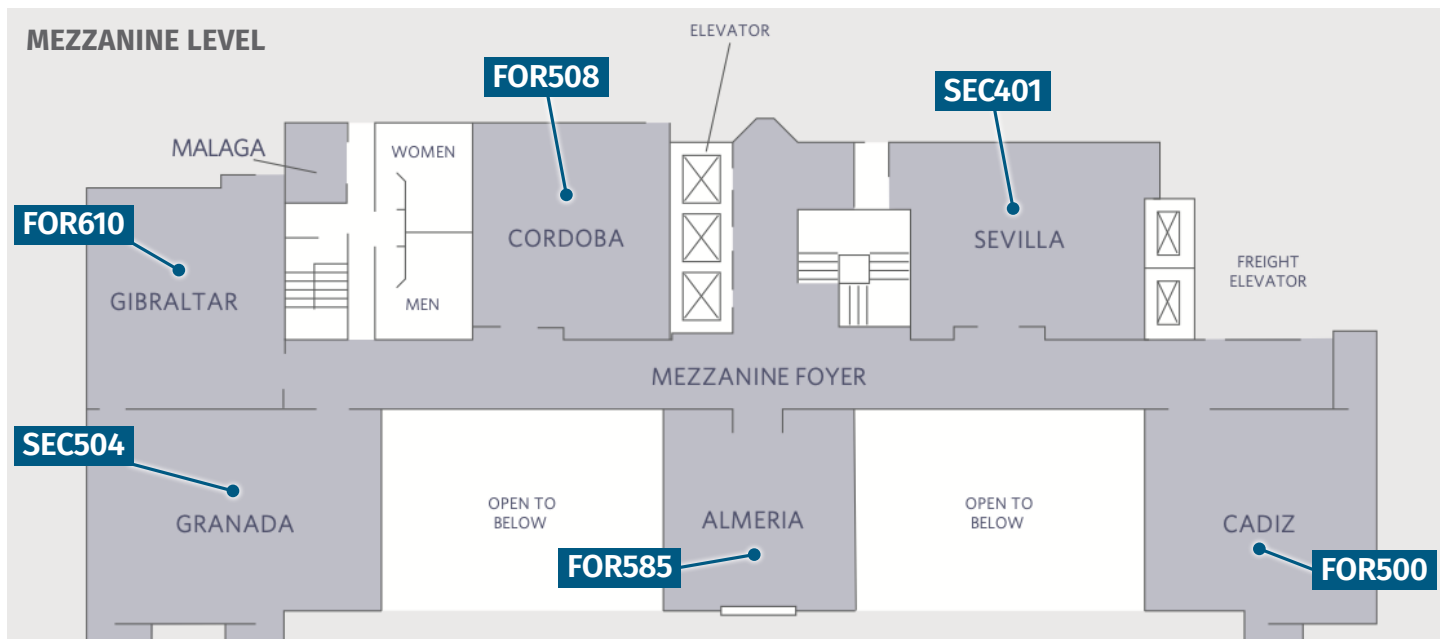 MEZZANINE LEVEL
ELEVATOR
FOR508
SEC401
MALAGA
WOMEN
FOR610
CORDOBA
SEVILLA
FREIGHT
ELEVATOR
GIBRALTAR
MEN
MEZZANINE FOYER
SEC504
OPEN TO
BELOW
OPEN TO
BELOW
GRANADA
ALMERIA
CADIZ
FOR585
FOR500